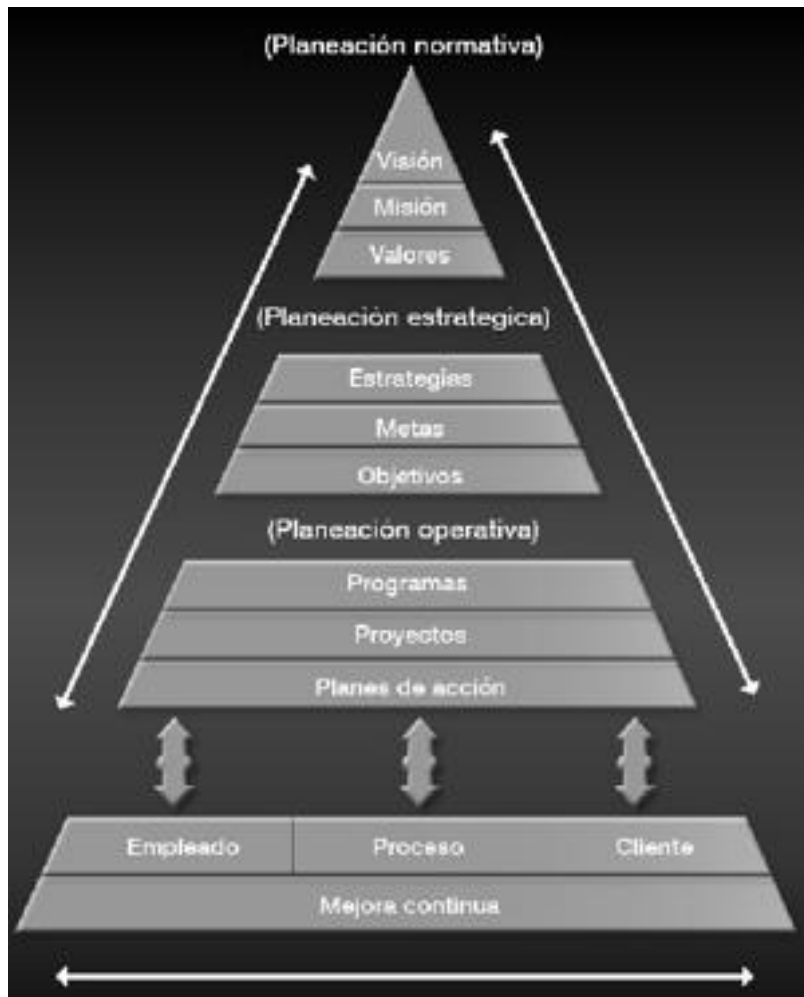 (Planeación normativa)
Visión
Misión
Valores
(Planeación estrategica)
Estrategias
Metas
Objetivos
(Planeación operativa)
Programas
Proyectos
Planes de acción
Empleado Proceso Cliente
Mejora continua